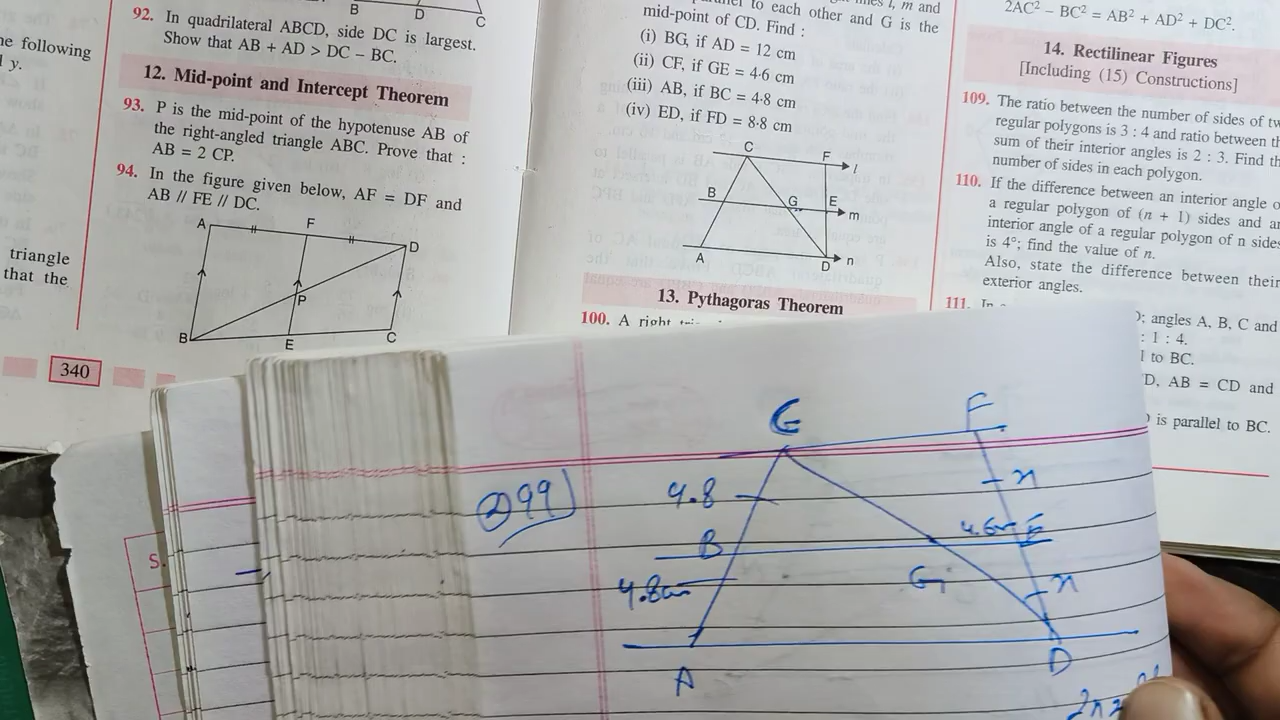 B
D
C
92. In quadrilateral ABCD, side DC is largest.
Show that AB + AD > DC − BC.
following
y.
12. Mid-point and Intercept Theorem
93. P is the mid-point of the hypotenuse AB of
the right-angled triangle ABC. Prove that :
AB = 2 CP.
94. In the figure given below, AF = DF and
AB // FE // DC.
A
F
D
P
B
E
C
triangle
that the
340
to each other and G is the
mid-point of CD. Find :
(i) BG, if AD = 12 cm
(ii) CF, if GE = 4·6 cm
(iii) AB, if BC = 4·8 cm
(iv) ED, if FD = 8·8 cm
C
F
l
B
G
E
m
A
D
n
13. Pythagoras Theorem
100. A right
2AC² − BC² = AB² + AD² + DC².
14. Rectilinear Figures
[Including (15) Constructions]
109. The ratio between the number of sides of
regular polygons is 3 : 4 and ratio between
sum of their interior angles is 2 : 3. Find
number of sides in each polygon.
110. If the difference between an interior angle
a regular polygon of (n + 1) sides and
interior angle of a regular polygon of n sides
is 4°; find the value of n.
Also, state the difference between their
exterior angles.
111.
; angles A, B, C and
: 1 : 4.
to BC.
D, AB = CD and
is parallel to BC.
S.
99
C
F
4.8
n
B
4.6cm
E
4.8cm
G
n
A
D